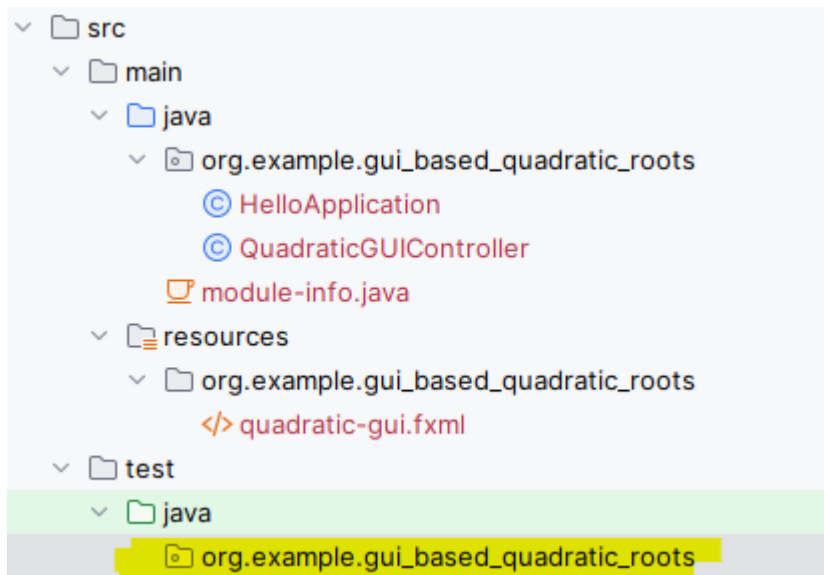 src
main
java
org.example.gui_based_quadratic_roots
HelloApplication
QuadraticGUIController
module-info.java
resources
org.example.gui_based_quadratic_roots
quadratic-gui.fxml
test
java
org.example.gui_based_quadratic_roots